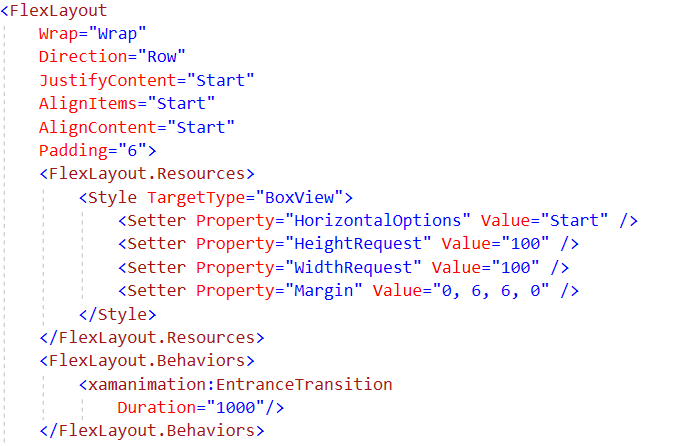 <FlexLayout
Wrap="Wrap"
Direction="Row"
JustifyContent="Start"
AlignItems="Start"
AlignContent="Start"
Padding="6">
<FlexLayout.Resources>
<Style TargetType="BoxView">
<Setter Property="HorizontalOptions" Value="Start" />
<Setter Property="HeightRequest" Value="100" />
<Setter Property="WidthRequest" Value="100" />
<Setter Property="Margin" Value="0, 6, 6, 0" />
</Style>
</FlexLayout.Resources>
<FlexLayout.Behaviors>
<xamanimation:EntranceTransition
Duration="1000"/>
</FlexLayout.Behaviors>